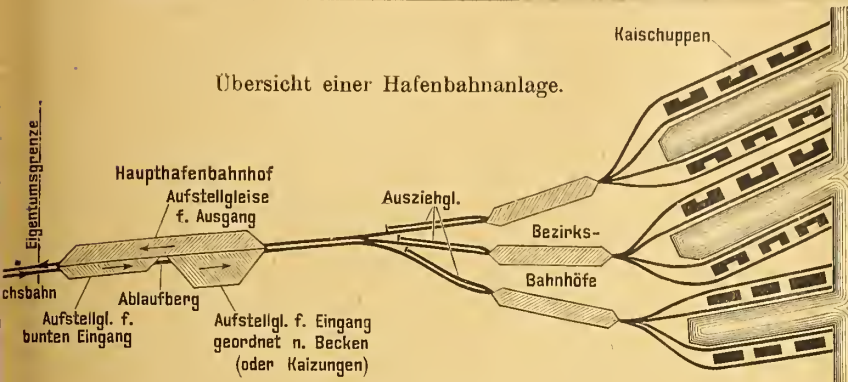 Kaischuppen
Übersicht einer Hafenbahnanlage.
Eigentumsgrenze
Haupthafenbahnhof
Aufstellgleise
f. Ausgang
Ausziehgl.
Bezirks-
Bahnhöfe
chsbahn
Ablaufberg
Aufstellgl. f.
bunten Eingang
Aufstellgl. f. Eingang
geordnet n. Becken
(oder Kaizungen)